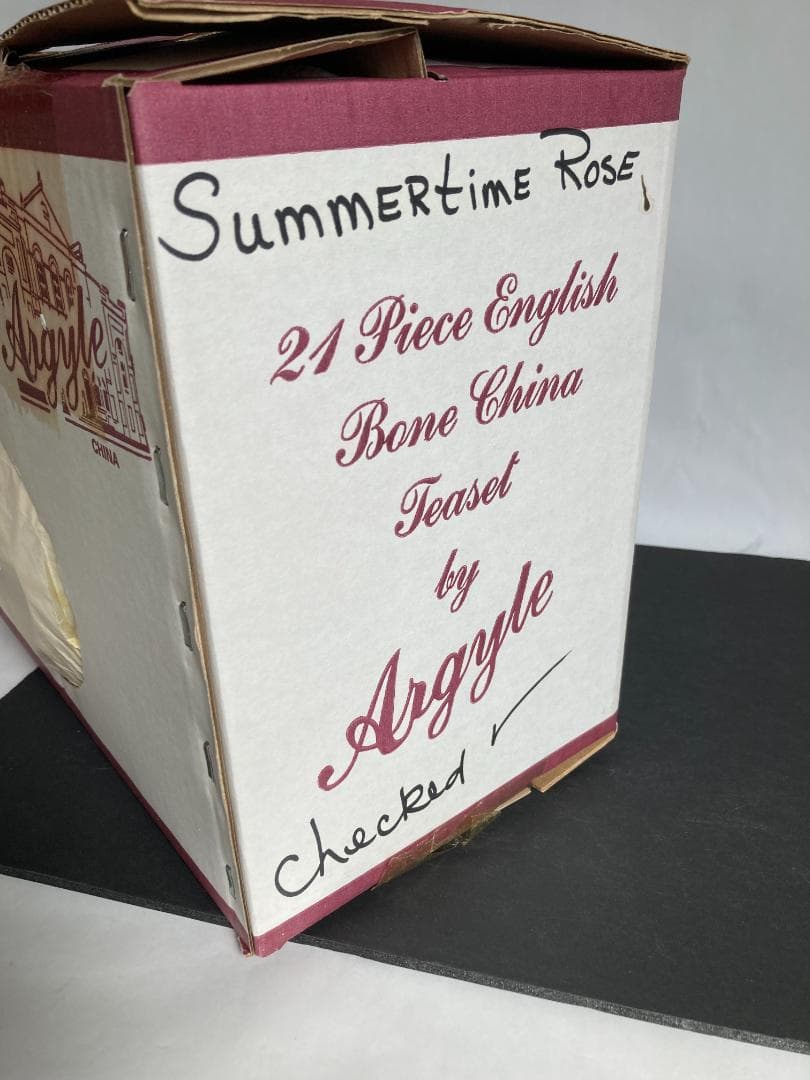 Summertime Rose
21 Piece English
Bone China
Teaset
by
Argyle
Checked ✓
Argyle
CHINA